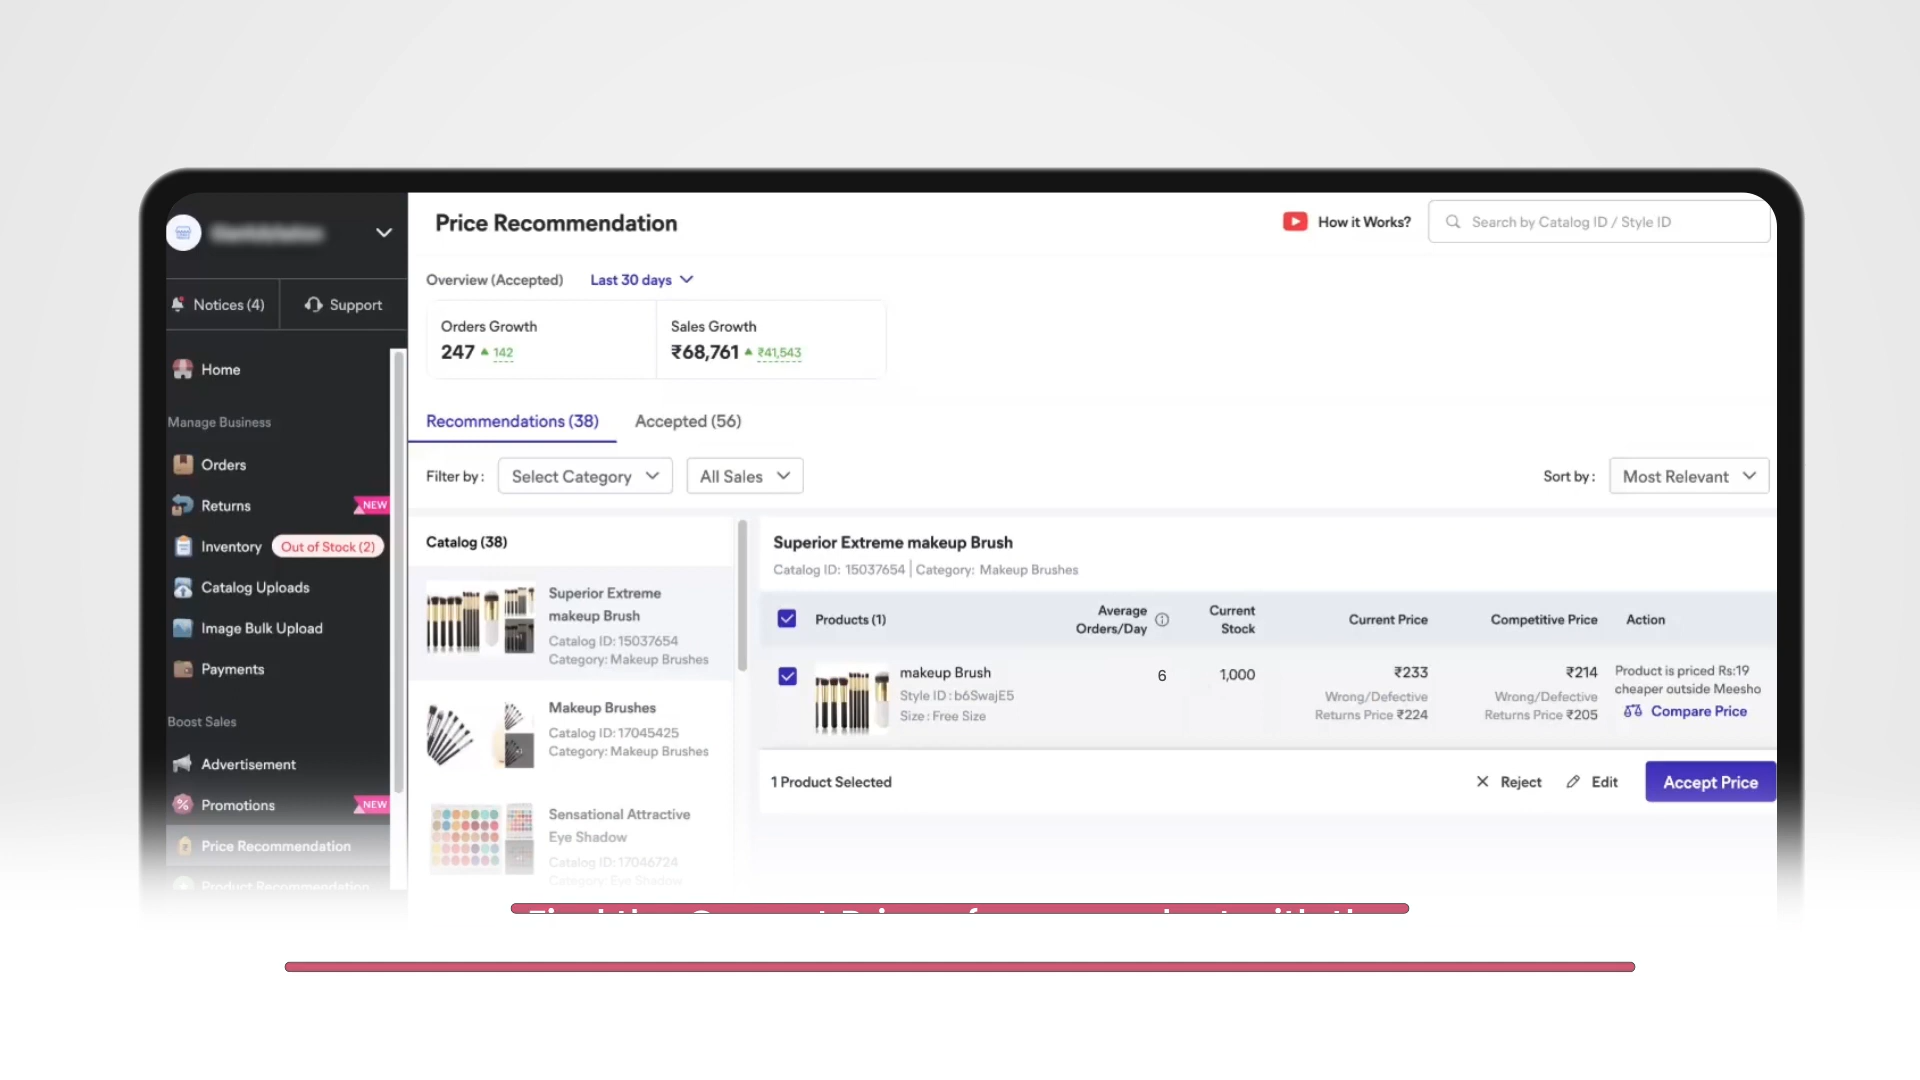 Price Recommendation
How it Works?
Search by Catalog ID / Style ID
Notices (4)
Support
Overview (Accepted)
Last 30 days
Orders Growth
247 142
Sales Growth
₹68,761 ₹41,543
Home
Manage Business
Orders
Returns
NEW
Inventory
Out of Stock (2)
Catalog Uploads
Image Bulk Upload
Payments
Boost Sales
Advertisement
Promotions
NEW
Price Recommendation
Product Recommendation
Recommendations (38)
Accepted (56)
Filter by :
Select Category
All Sales
Sort by :
Most Relevant
Catalog (38)
Superior Extreme
makeup Brush
Catalog ID: 15037654
Category: Makeup Brushes
Makeup Brushes
Catalog ID: 17045425
Category: Makeup Brushes
Sensational Attractive
Eye Shadow
Catalog ID: 17046724
Category: Eye Shadow
Superior Extreme makeup Brush
Catalog ID: 15037654 | Category: Makeup Brushes
Products (1)
Average
Orders/Day
Current
Stock
Current Price
Competitive Price
Action
makeup Brush
Style ID : b6SwajE5
Size : Free Size
6
1,000
₹233
Wrong/Defective
Returns Price ₹224
₹214
Wrong/Defective
Returns Price ₹205
Product is priced Rs:19
cheaper outside Meesho
Compare Price
1 Product Selected
Reject
Edit
Accept Price